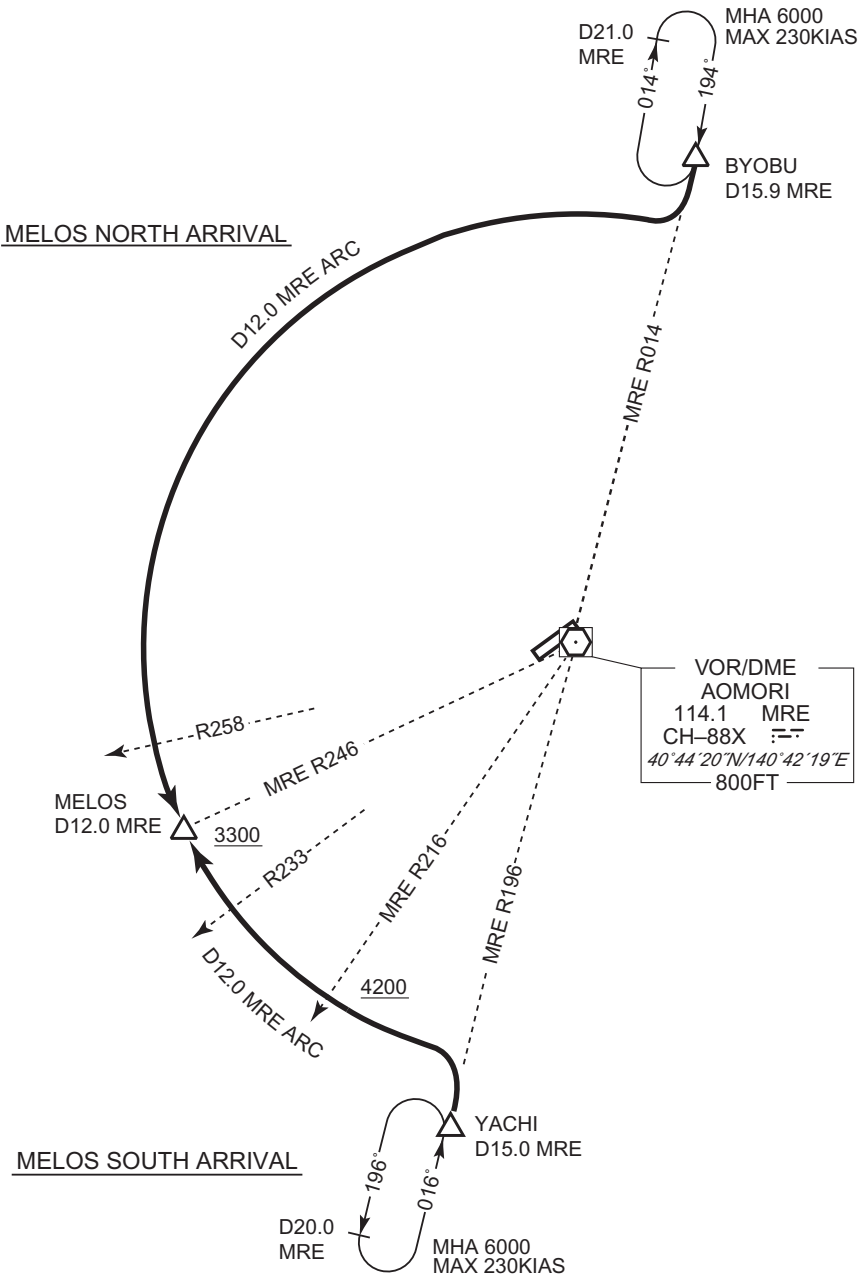 D21.0
MRE
MHA 6000
MAX 230KIAS
014°
194°
BYOBU
D15.9 MRE
MELOS NORTH ARRIVAL
D12.0 MRE ARC
MRE R014
VOR/DME
AOMORI
114.1 MRE
CH–88X
40°44′20″N/140°42′19″E
800FT
R258
MRE R246
MELOS
D12.0 MRE
3300
R233
MRE R216
MRE R196
4200
D12.0 MRE ARC
YACHI
D15.0 MRE
MELOS SOUTH ARRIVAL
196°
016°
D20.0
MRE
MHA 6000
MAX 230KIAS